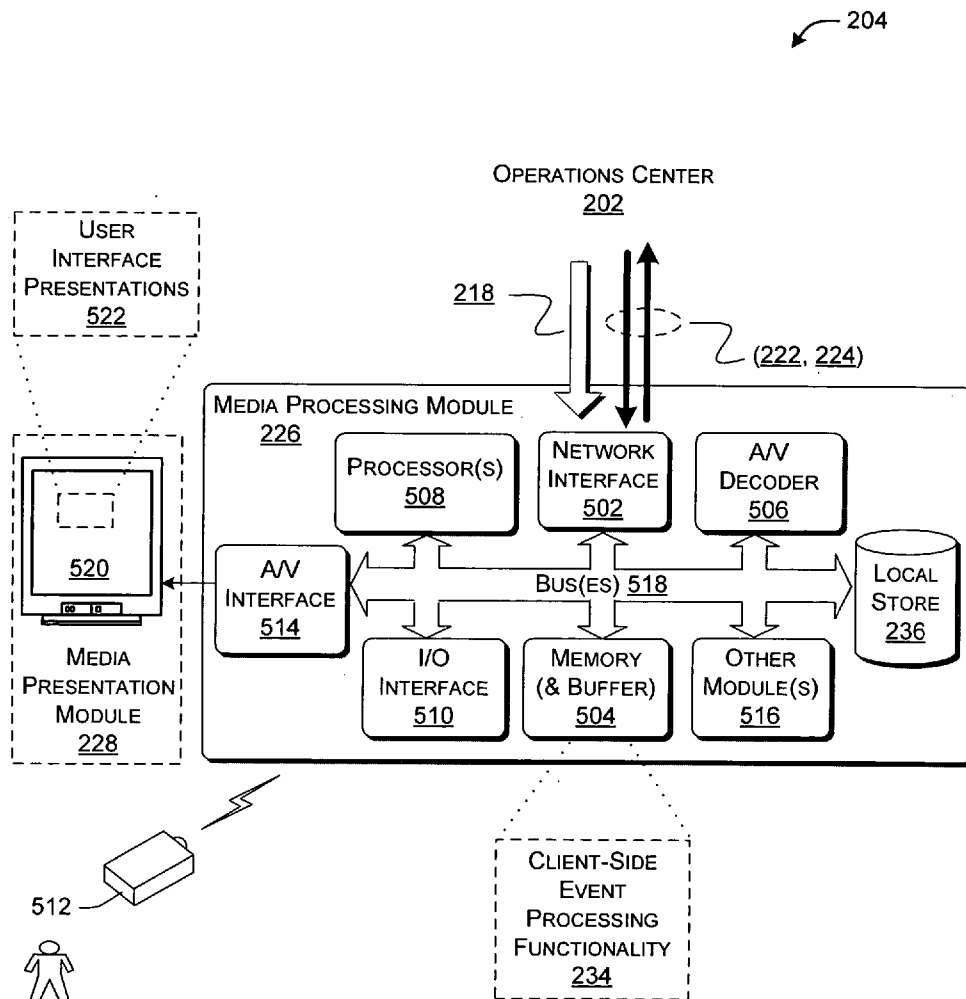 204
OPERATIONS CENTER
202
USER
INTERFACE
PRESENTATIONS
522
218
(222, 224)
MEDIA PROCESSING MODULE
226
PROCESSOR(S)
508
NETWORK
INTERFACE
502
A/V
DECODER
506
520
A/V
INTERFACE
514
BUS(ES) 518
LOCAL
STORE
236
MEDIA
PRESENTATION
MODULE
228
I/O
INTERFACE
510
MEMORY
(& BUFFER)
504
OTHER
MODULE(S)
516
512
CLIENT-SIDE
EVENT
PROCESSING
FUNCTIONALITY
234